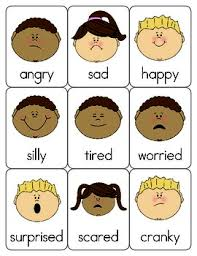 angry sad happy
silly tired worried
surprised scared cranky